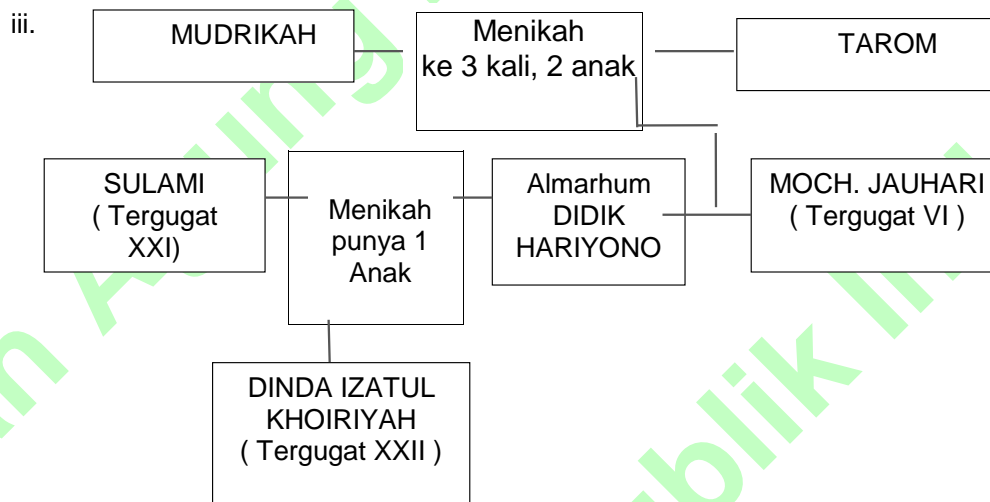 iii.
MUDRIKAH
Menikah
ke 3 kali, 2 anak
TAROM
SULAMI
( Tergugat
XXI)
Menikah
punya 1
Anak
Almarhum
DIDIK
HARIYONO
MOCH. JAUHARI
( Tergugat VI )
DINDA IZATUL
KHOIRIYAH
( Tergugat XXII )